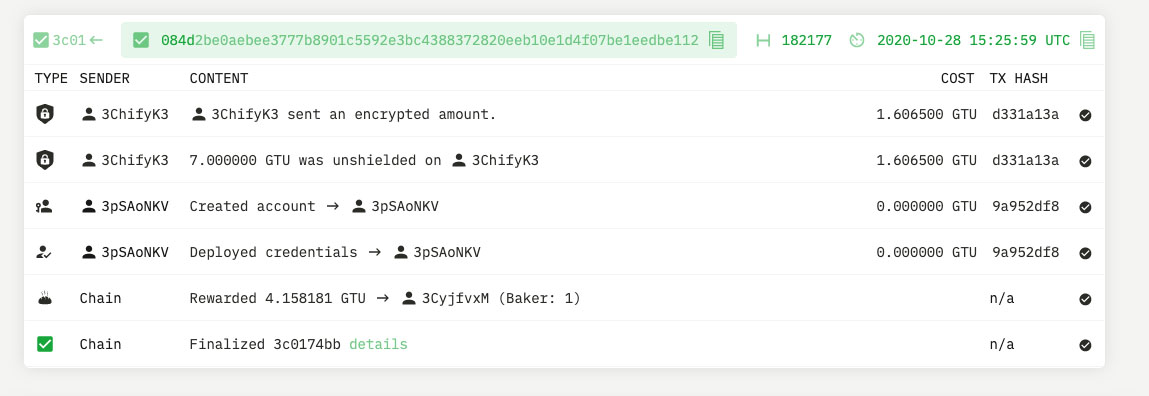 3c01← 084d2be0aebee3777b8901c5592e3bc4388372820eeb10e1d4f07be1eedbe112 182177 2020-10-28 15:25:59 UTC
TYPE SENDER CONTENT COST TX HASH
3ChifyK3 3ChifyK3 sent an encrypted amount. 1.606500 GTU d331a13a
3ChifyK3 7.000000 GTU was unshielded on 3ChifyK3 1.606500 GTU d331a13a
3pSAoNKV Created account → 3pSAoNKV 0.000000 GTU 9a952df8
3pSAoNKV Deployed credentials → 3pSAoNKV 0.000000 GTU 9a952df8
Chain Rewarded 4.158181 GTU → 3CyjfvxM (Baker: 1) n/a
Chain Finalized 3c0174bb details n/a